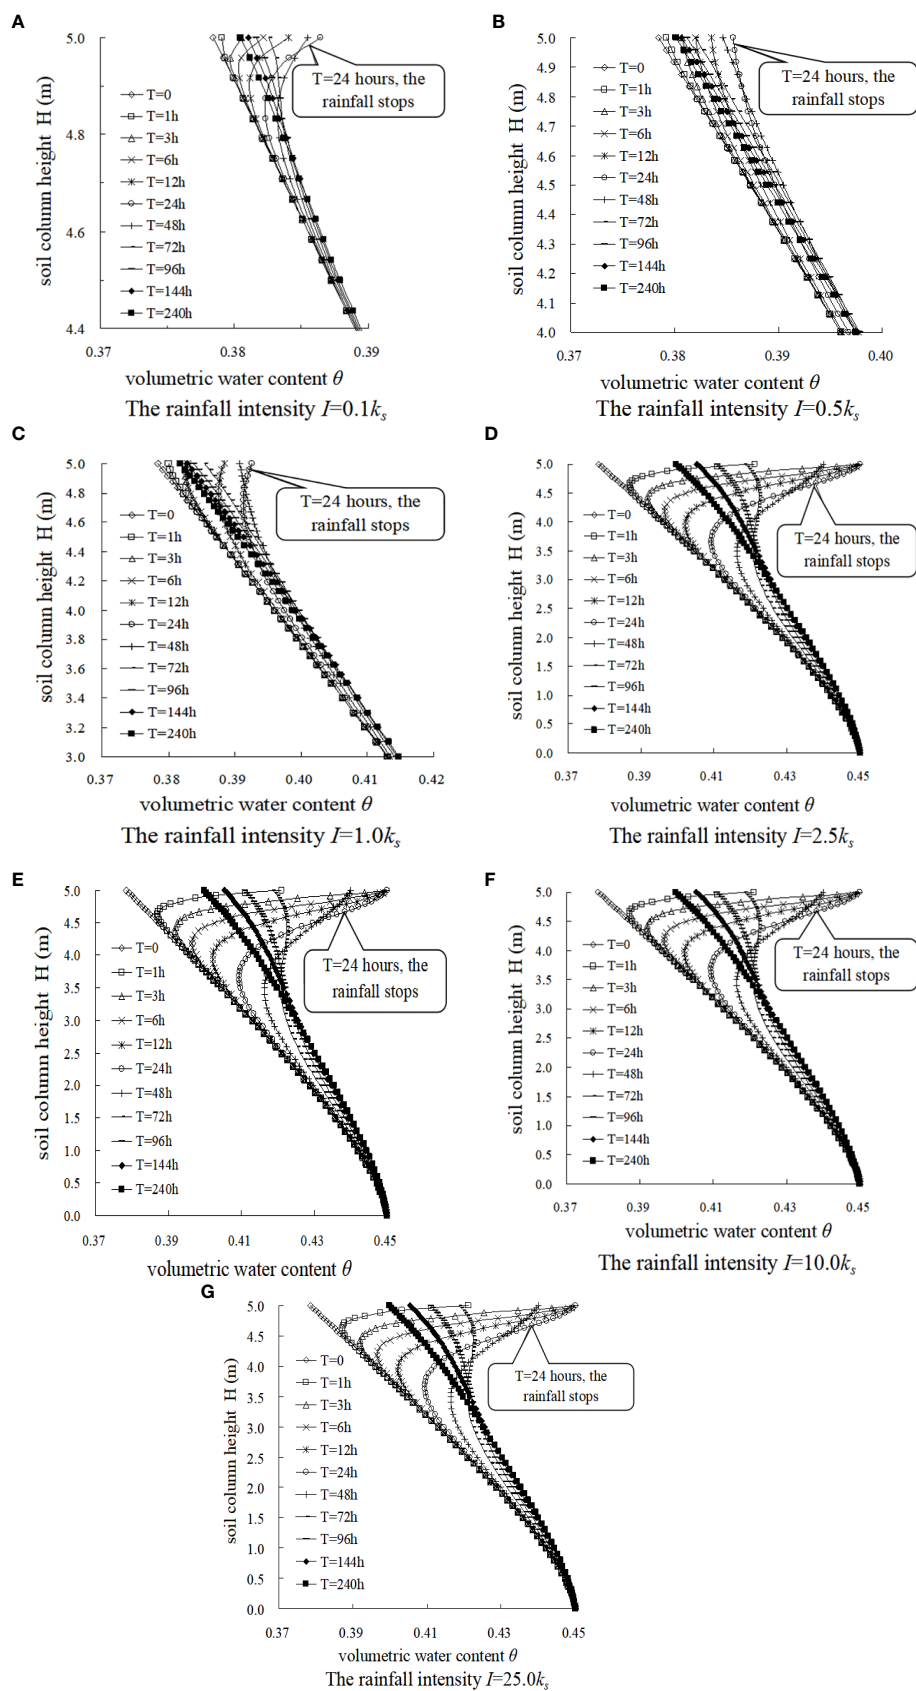 A
5.0
4.8
4.6
4.4
0.37
0.38
0.39
soil column height H (m)
T=0
T=1h
T=3h
T=6h
T=12h
T=24h
T=48h
T=72h
T=96h
T=144h
T=240h
T=24 hours, the
rainfall stops
volumetric water content θ
The rainfall intensity I=0.1ks
B
5.0
4.9
4.8
4.7
4.6
4.5
4.4
4.3
4.2
4.1
4.0
0.37
0.38
0.39
0.40
soil column height H (m)
T=0
T=1h
T=3h
T=6h
T=12h
T=24h
T=48h
T=72h
T=96h
T=144h
T=240h
T=24 hours, the
rainfall stops
volumetric water content θ
The rainfall intensity I=0.5ks
C
5.0
4.8
4.6
4.4
4.2
4.0
3.8
3.6
3.4
3.2
3.0
0.37
0.38
0.39
0.40
0.41
0.42
soil column height H (m)
T=0
T=1h
T=3h
T=6h
T=12h
T=24h
T=48h
T=72h
T=96h
T=144h
T=240h
T=24 hours, the
rainfall stops
volumetric water content θ
The rainfall intensity I=1.0ks
D
5.0
4.5
4.0
3.5
3.0
2.5
2.0
1.5
1.0
0.5
0.0
0.37
0.39
0.41
0.43
0.45
soil column height H (m)
T=0
T=1h
T=3h
T=6h
T=12h
T=24h
T=48h
T=72h
T=96h
T=144h
T=240h
T=24 hours, the
rainfall stops
volumetric water content θ
The rainfall intensity I=2.5ks
E
5.0
4.5
4.0
3.5
3.0
2.5
2.0
1.5
1.0
0.5
0.0
0.37
0.39
0.41
0.43
0.45
soil column height H (m)
T=0
T=1h
T=3h
T=6h
T=12h
T=24h
T=48h
T=72h
T=96h
T=144h
T=240h
T=24 hours, the
rainfall stops
volumetric water content θ
F
5.0
4.5
4.0
3.5
3.0
2.5
2.0
1.5
1.0
0.5
0.0
0.37
0.39
0.41
0.43
0.45
soil column height H (m)
T=0
T=1h
T=3h
T=6h
T=12h
T=24h
T=48h
T=72h
T=96h
T=144h
T=240h
T=24 hours, the
rainfall stops
volumetric water content θ
The rainfall intensity I=10.0ks
G
5.0
4.5
4.0
3.5
3.0
2.5
2.0
1.5
1.0
0.5
0.0
0.37
0.39
0.41
0.43
0.45
soil column height H (m)
T=0
T=1h
T=3h
T=6h
T=12h
T=24h
T=48h
T=72h
T=96h
T=144h
T=240h
T=24 hours, the
rainfall stops
volumetric water content θ
The rainfall intensity I=25.0ks